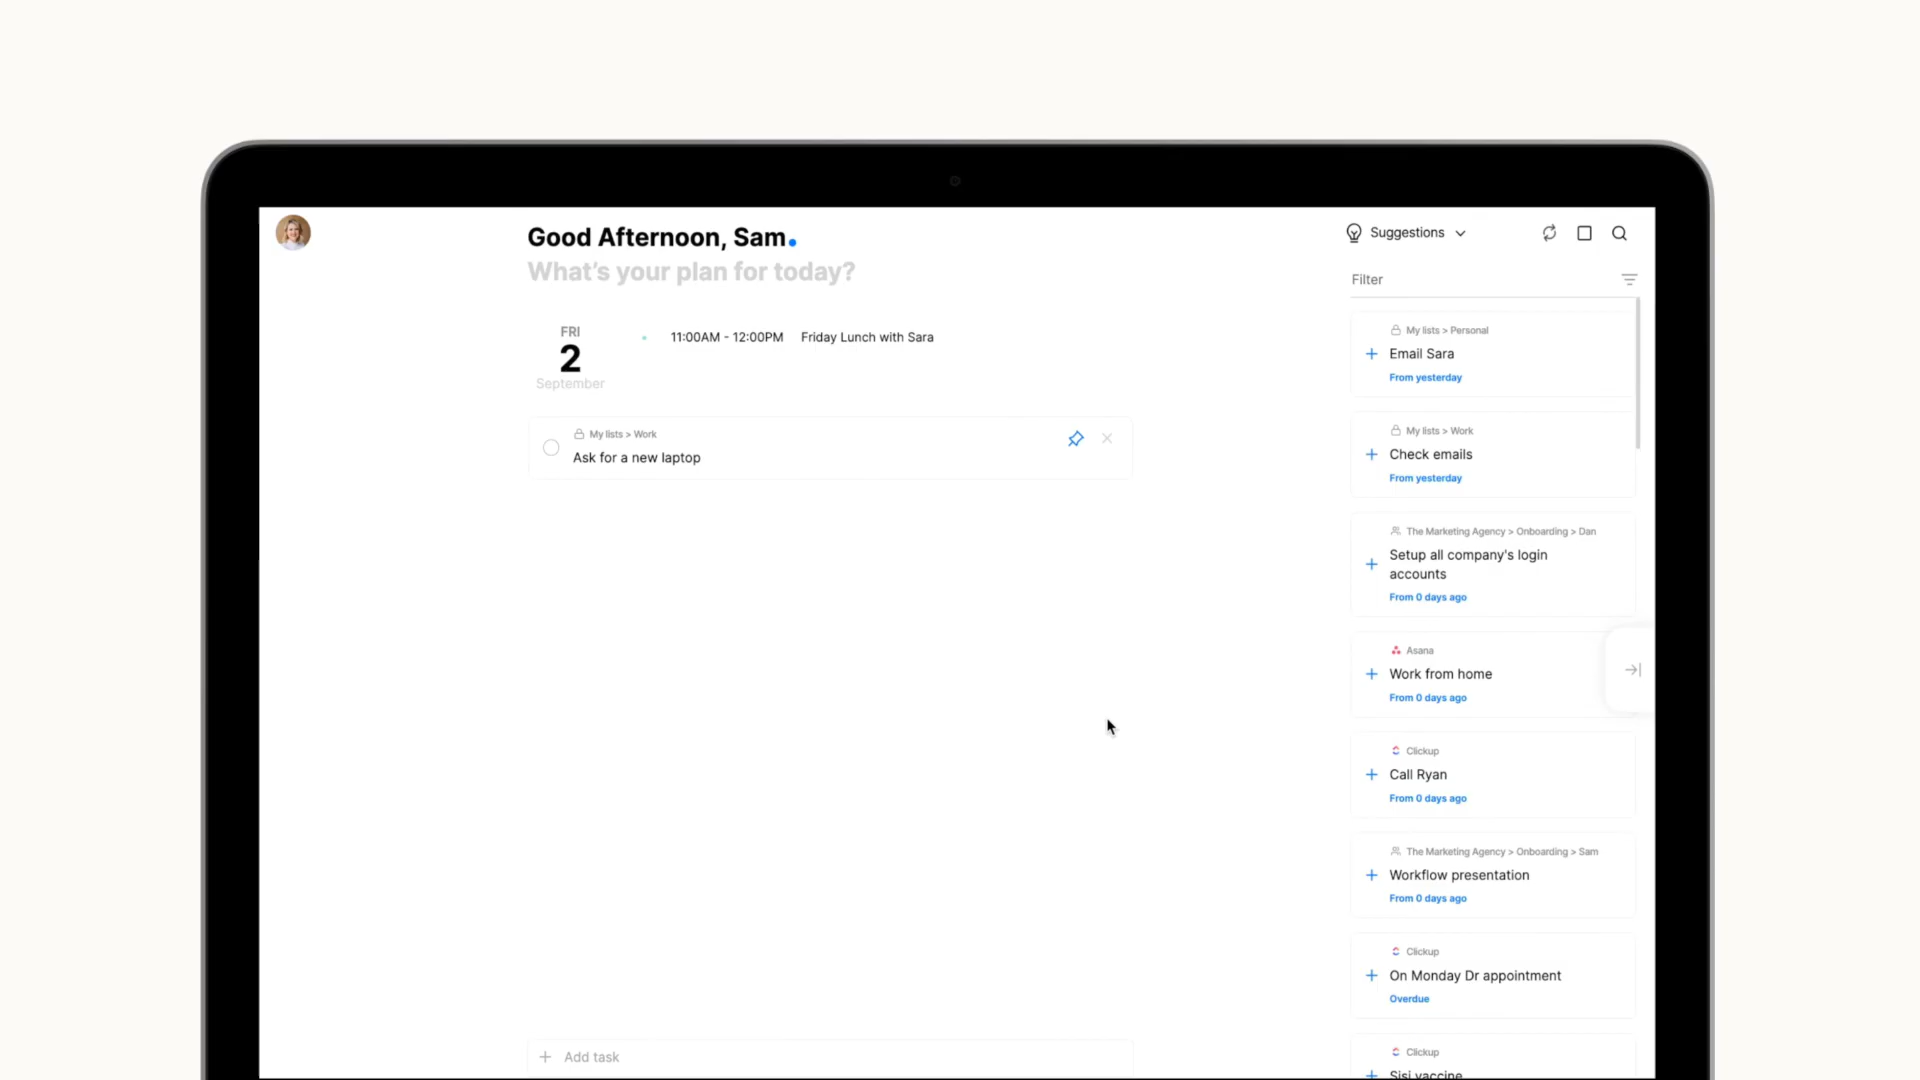 Good Afternoon, Sam.
What's your plan for today?
FRI
2
September
11:00AM - 12:00PM Friday Lunch with Sara
My lists > Work
Ask for a new laptop
Add task
Suggestions
Filter
My lists > Personal
Email Sara
From yesterday
My lists > Work
Check emails
From yesterday
The Marketing Agency > Onboarding > Dan
Setup all company's login
accounts
From 0 days ago
Asana
Work from home
From 0 days ago
Clickup
Call Ryan
From 0 days ago
The Marketing Agency > Onboarding > Sam
Workflow presentation
From 0 days ago
Clickup
On Monday Dr appointment
Overdue
Clickup
Sisi vaccine